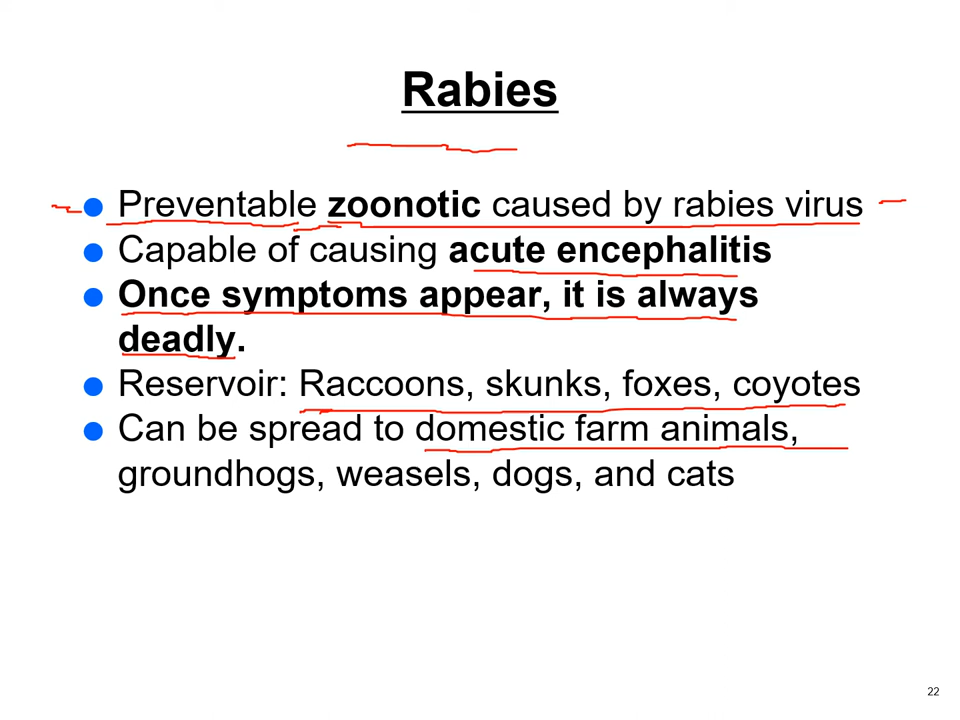 Rabies
Preventable zoonotic caused by rabies virus
Capable of causing acute encephalitis
Once symptoms appear, it is always
deadly.
Reservoir: Raccoons, skunks, foxes, coyotes
Can be spread to domestic farm animals,
groundhogs, weasels, dogs, and cats
22